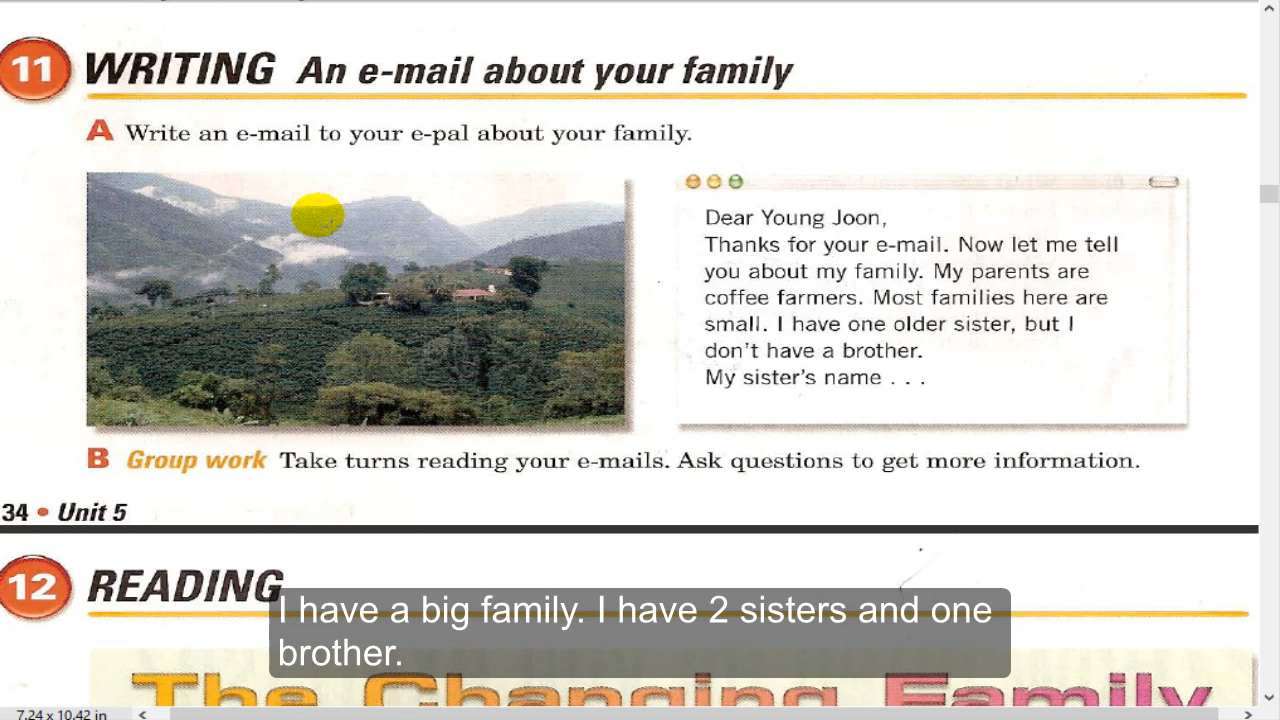 11 WRITING An e-mail about your family
A Write an e-mail to your e-pal about your family.
Dear Young Joon,
Thanks for your e-mail. Now let me tell
you about my family. My parents are
coffee farmers. Most families here are
small. I have one older sister, but I
don't have a brother.
My sister's name . . .
B Group work Take turns reading your e-mails. Ask questions to get more information.
34 • Unit 5
12 READING
I have a big family. I have 2 sisters and one
brother.
The Changing Family
7.24 x 10.42 in